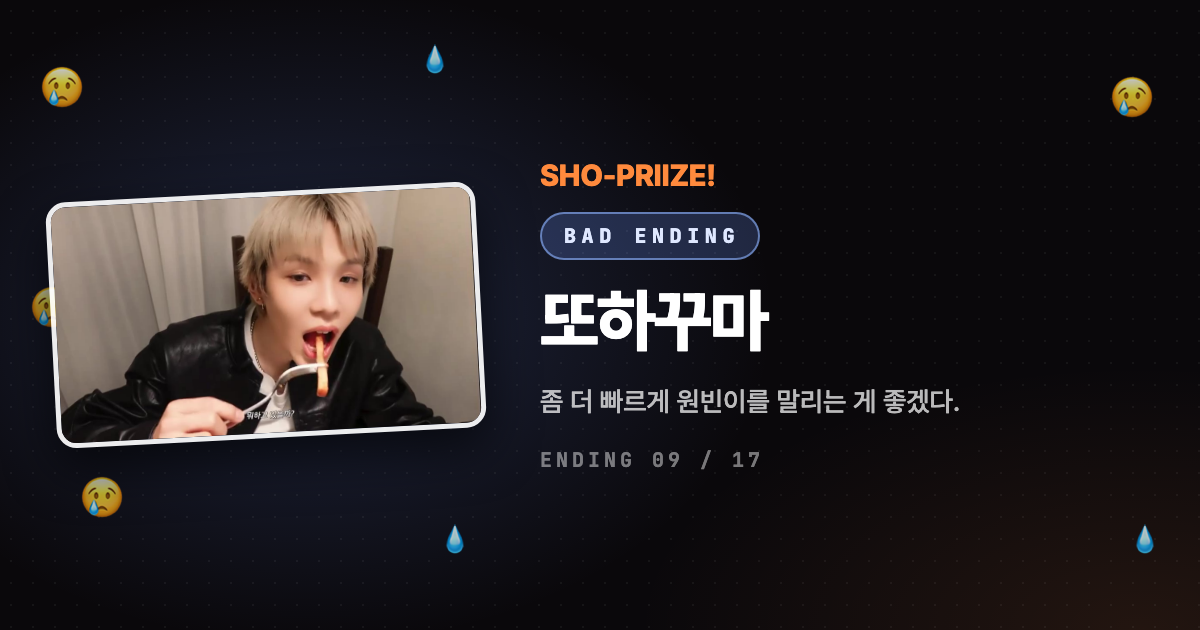 SHO-PRIIZE!
BAD ENDING
또하꾸마
좀 더 빠르게 원빈이를 말리는 게 좋겠다.
ENDING 09 / 17